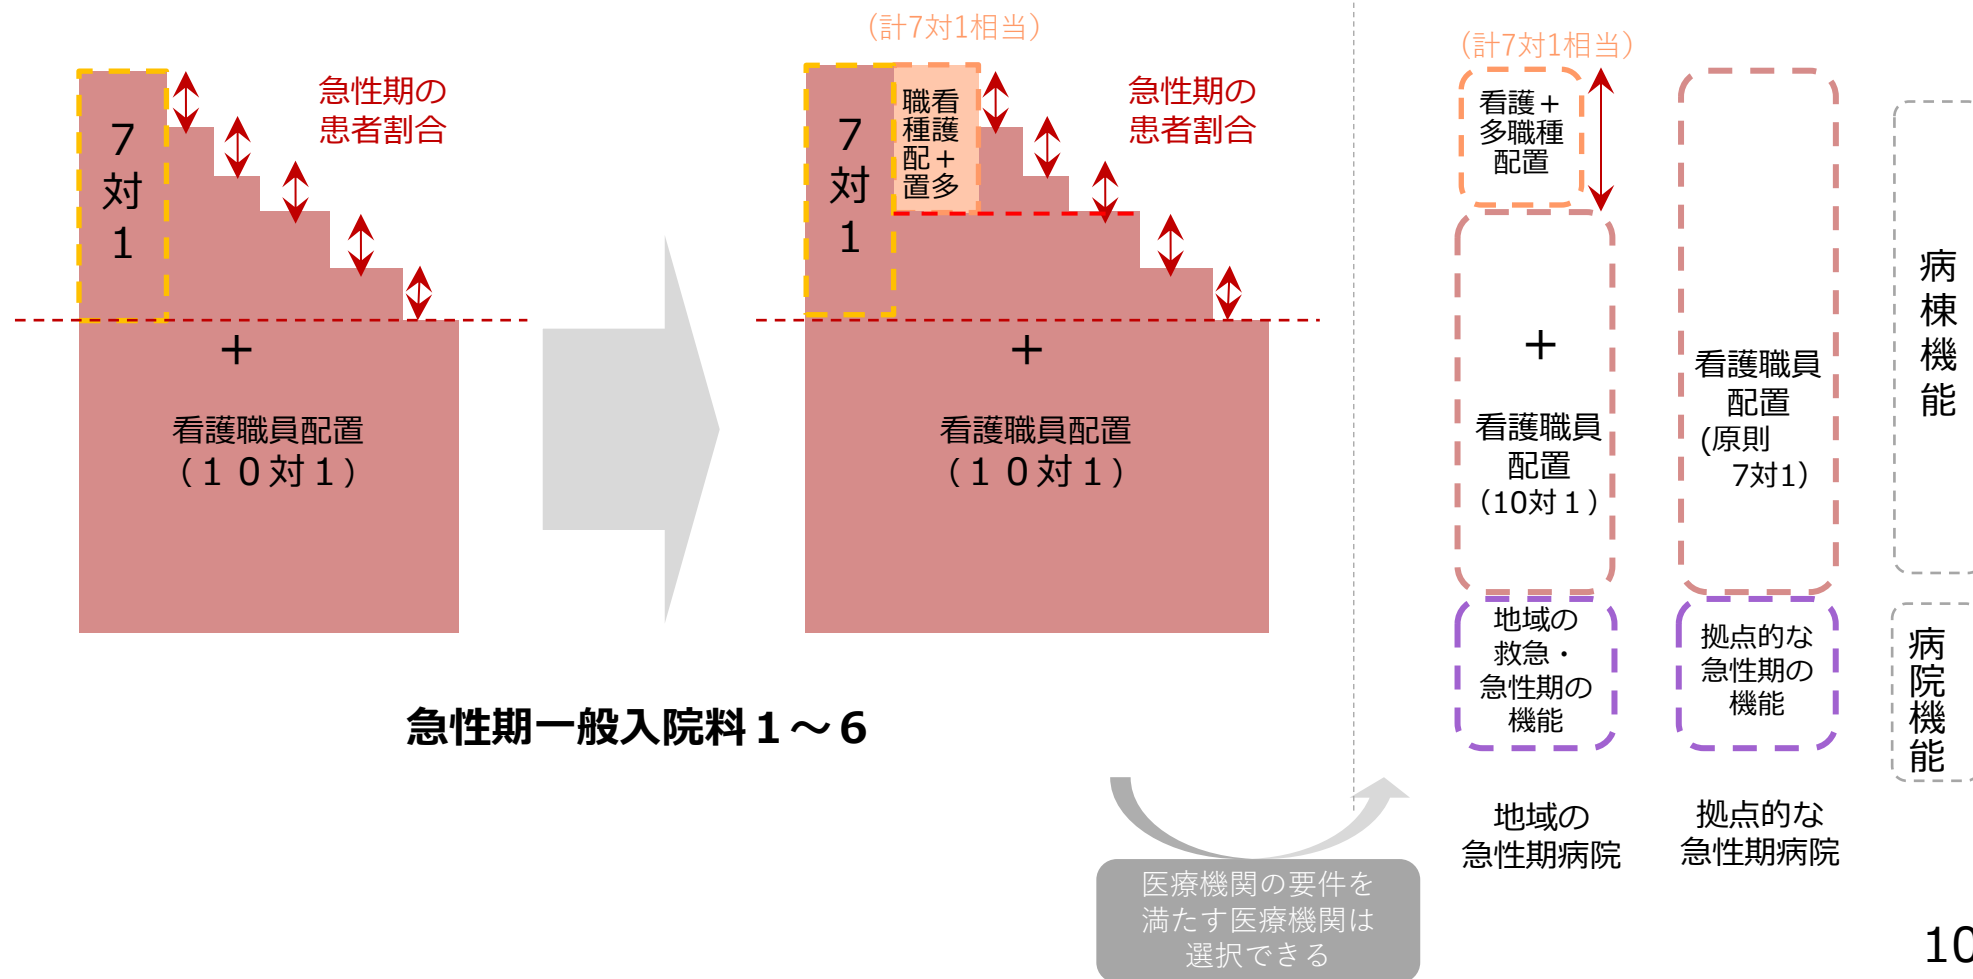 急性期の
患者割合
7
対
1
＋
看護職員配置
（１０対１）
（計7対1相当）
急性期の
患者割合
7
対
1
看護＋多
職種配置
＋
看護職員配置
（１０対１）
急性期一般入院料１～６
（計7対1相当）
看護＋
多職種
配置
＋
看護職員
配置
（10対１）
地域の
救急・
急性期の
機能
地域の
急性期病院
看護職員
配置
(原則
7対1）
拠点的な
急性期の
機能
拠点的な
急性期病院
病棟機能
病院機能
医療機関の要件を
満たす医療機関は
選択できる
10